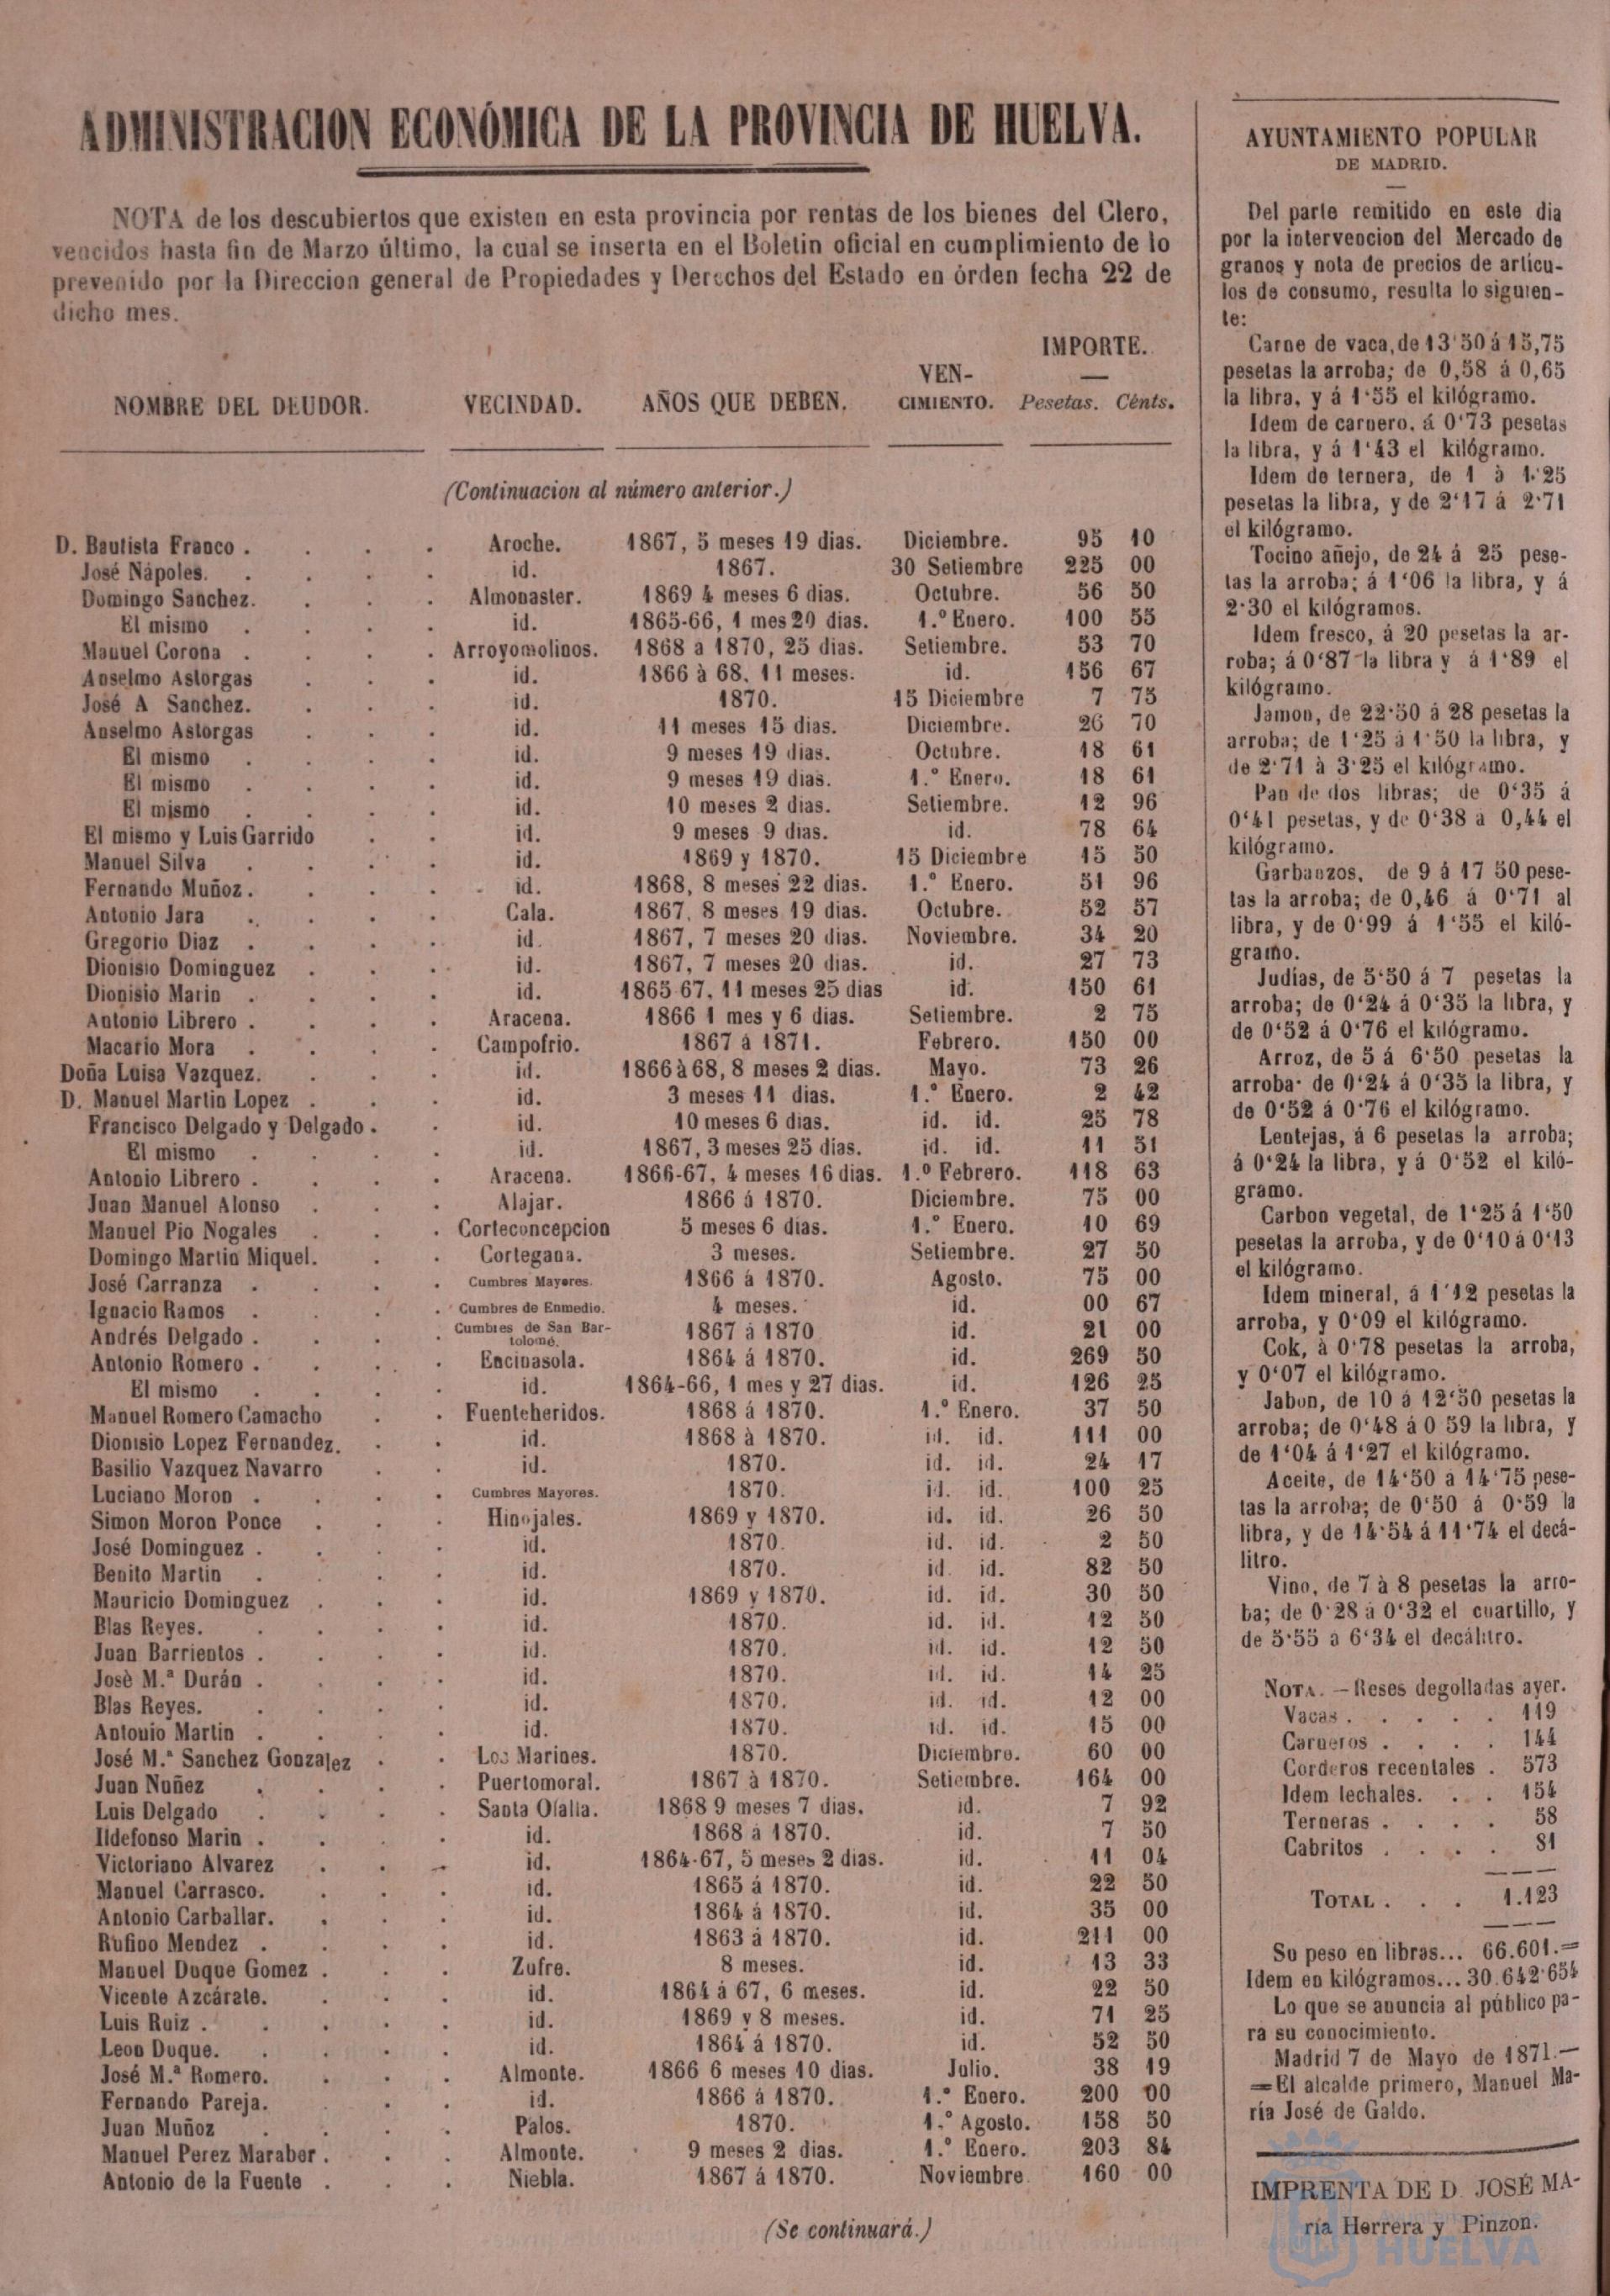 ADMINISTRACION ECONÓMICA DE LA PROVINCIA DE HUELVA.
NOTA de los descubiertos que existen en esta provincia por rentas de los bienes del Clero,
vencidos hasta fin de Marzo último, la cual se inserta en el Boletin oficial en cumplimiento de lo
prevenido por la Direccion general de Propiedades y Derechos del Estado en órden fecha 22 de
dicho mes.
IMPORTE.
NOMBRE DEL DEUDOR. VECINDAD. AÑOS QUE DEBEN. VEN-
CIMIENTO. Pesetas. Cénts.
(Continuacion al número anterior.)
D. Bautista Franco . . . . Aroche. 1867, 5 meses 19 dias. Diciembre. 95 10
José Nápoles. . . . . id. 1867. 30 Setiembre 225 00
Domingo Sanchez. . . . Almonaster. 1869 4 meses 6 dias. Octubre. 56 50
El mismo . . . . id. 1865-66, 1 mes 29 dias. 1.º Enero. 100 55
Manuel Corona . . . . Arroyomolinos. 1868 a 1870, 25 dias. Setiembre. 53 70
Anselmo Astorgas . . . id. 1866 à 68, 11 meses. id. 156 67
José A Sanchez. . . . id. 1870. 15 Diciembre 7 75
Anselmo Astorgas . . . id. 11 meses 15 dias. Diciembre. 26 70
El mismo . . . . id. 9 meses 19 dias. Octubre. 18 61
El mismo . . . . id. 9 meses 19 dias. 1.º Enero. 18 61
El mismo . . . . id. 10 meses 2 dias. Setiembre. 12 96
El mismo y Luis Garrido . . id. 9 meses 9 dias. id. 78 64
Manuel Silva . . . . id. 1869 y 1870. 15 Diciembre 15 50
Fernando Muñoz . . . . id. 1868, 8 meses 22 dias. 1.º Enero. 51 96
Antonio Jara . . . . Cala. 1867, 8 meses 19 dias. Octubre. 52 57
Gregorio Diaz . . . . id. 1867, 7 meses 20 dias. Noviembre. 34 20
Dionisio Dominguez . . . id. 1867, 7 meses 20 dias. id. 27 73
Dionisio Marin . . . . id. 1865-67, 11 meses 25 dias id. 150 61
Antonio Librero . . . . Aracena. 1866 1 mes y 6 dias. Setiembre. 2 75
Macario Mora . . . . Campofrio. 1867 á 1871. Febrero. 150 00
Doña Luisa Vazquez. . . . id. 1866 à 68, 8 meses 2 dias. Mayo. 73 26
D. Manuel Martin Lopez . . . id. 3 meses 11 dias. 1.º Enero. 2 42
Francisco Delgado y Delgado . . id. 10 meses 6 dias. id. id. 25 78
El mismo . . . . id. 1867, 3 meses 25 dias. id. id. 11 51
Antonio Librero . . . . Aracena. 1866-67, 4 meses 16 dias. 1.º Febrero. 118 63
Juan Manuel Alonso . . . Alajar. 1866 á 1870. Diciembre. 75 00
Manuel Pio Nogales . . . Corteconcepcion 5 meses 6 dias. 1.º Enero. 10 69
Domingo Martin Miquel. . . Cortegana. 3 meses. Setiembre. 27 50
José Carranza . . . . Cumbres Mayores. 1866 á 1870. Agosto. 75 00
Ignacio Ramos . . . . Cumbres de Enmedio. 4 meses. id. 00 67
Andrés Delgado . . . . Cumbres de San Bar-
tolomé. 1867 à 1870 id. 21 00
Antonio Romero . . . . Encinasola. 1864 á 1870. id. 269 50
El mismo . . . . id. 1864-66, 1 mes y 27 dias. id. 126 25
Manuel Romero Camacho . . Fuenteheridos. 1868 á 1870. 1.º Enero. 37 50
Dionisio Lopez Fernandez. . . id. 1868 à 1870. id. id. 111 00
Basilio Vazquez Navarro . . id. 1870. id. id. 24 17
Luciano Moron . . . . Cumbres Mayores. 1870. id. id. 100 25
Simon Moron Ponce . . . Hinojales. 1869 y 1870. id. id. 26 50
José Dominguez . . . . id. 1870. id. id. 2 50
Benito Martin . . . . id. 1870. id. id. 82 50
Mauricio Dominguez . . . id. 1869 y 1870. id. id. 30 50
Blas Reyes. . . . . id. 1870. id. id. 12 50
Juan Barrientos . . . . id. 1870. id. id. 12 50
Josè M.ª Durán . . . . id. 1870. id. id. 14 25
Blas Reyes. . . . . id. 1870. id. id. 12 00
Antonio Martin . . . . id. 1870. id. id. 15 00
José M.ª Sanchez Gonzalez . . Los Marines. 1870. Diciembre. 60 00
Juan Nuñez . . . . Puertomoral. 1867 à 1870. Setiembre. 164 00
Luis Delgado . . . . Santa Olalla. 1868 9 meses 7 dias. id. 7 92
Ildefonso Marin . . . . id. 1868 á 1870. id. 7 50
Victoriano Alvarez . . . id. 1864-67, 5 meses 2 dias. id. 11 04
Manuel Carrasco. . . . id. 1865 á 1870. id. 22 50
Antonio Carballar. . . . id. 1864 á 1870. id. 35 00
Rufino Mendez . . . . id. 1863 à 1870. id. 211 00
Manuel Duque Gomez . . . Zufre. 8 meses. id. 13 33
Vicente Azcárate. . . . id. 1864 à 67, 6 meses. id. 22 50
Luis Ruiz . . . . . id. 1869 y 8 meses. id. 71 25
Leon Duque. . . . . id. 1864 á 1870. id. 52 50
José M.ª Romero. . . . Almonte. 1866 6 meses 10 dias. Julio. 38 19
Fernando Pareja. . . . id. 1866 á 1870. 1.º Enero. 200 00
Juan Muñoz . . . . Palos. 1870. 1.º Agosto. 158 50
Manuel Perez Maraber . . . Almonte. 9 meses 2 dias. 1.º Enero. 203 84
Antonio de la Fuente . . . Niebla. 1867 á 1870. Noviembre. 160 00
(Se continuará.)
AYUNTAMIENTO POPULAR
DE MADRID.
Del parte remitido en este dia
por la intervencion del Mercado de
granos y nota de precios de artícu-
los de consumo, resulta lo siguien-
te:
Carne de vaca, de 13'50 á 15,75
pesetas la arroba; de 0,58 á 0,65
la libra, y á 1'55 el kilógramo.
Idem de carnero, á 0'73 pesetas
la libra, y á 1'43 el kilógramo.
Idem de ternera, de 1 à 1'25
pesetas la libra, y de 2'17 á 2'71
el kilógramo.
Tocino añejo, de 24 á 25 pese-
tas la arroba; á 1'06 la libra, y á
2'30 el kilógramos.
Idem fresco, à 20 pesetas la ar-
roba; á 0'87 la libra y á 1'89 el
kilógramo.
Jamon, de 22'50 á 28 pesetas la
arroba; de 1'25 à 1'50 la libra, y
de 2'71 à 3'25 el kilógramo.
Pan de dos libras; de 0'35 á
0'41 pesetas, y de 0'38 à 0,44 el
kilógramo.
Garbanzos, de 9 á 17 50 pese-
tas la arroba; de 0,46 à 0'71 al
libra, y de 0'99 á 1'55 el kiló-
gramo.
Judías, de 5'50 á 7 pesetas la
arroba; de 0'24 á 0'35 la libra, y
de 0'52 á 0'76 el kilógramo.
Arroz, de 5 á 6'50 pesetas la
arroba· de 0'24 á 0'35 la libra, y
de 0'52 á 0'76 el kilógramo.
Lentejas, á 6 pesetas la arroba;
á 0'24 la libra, y á 0'52 el kiló-
gramo.
Carbon vegetal, de 1'25 á 1'50
pesetas la arroba, y de 0'10 à 0'13
el kilógramo.
Idem mineral, á 1'12 pesetas la
arroba, y 0'09 el kilógramo.
Cok, à 0'78 pesetas la arroba,
y 0'07 el kilógramo.
Jabon, de 10 á 12'50 pesetas la
arroba; de 0'48 á 0 59 la libra, y
de 1'04 á 1'27 el kilógramo.
Aceite, de 14'50 à 14'75 pese-
tas la arroba; de 0'50 á 0'59 la
libra, y de 14'54 á 11'74 el decá-
litro.
Vino, de 7 à 8 pesetas la arro-
ba; de 0'28 à 0'32 el cuartillo, y
de 5'55 à 6'34 el decálitro.
NOTA. — Reses degolladas ayer.
Vacas . . . . . 119
Carneros . . . . 144
Corderos recentales . 573
Idem lechales. . . . 154
Terneras . . . . 58
Cabritos . . . . . 81
TOTAL . . . 1.123
Su peso en libras... 66.601.=
Idem en kilógramos... 30.642'654
Lo que se anuncia al público pa-
ra su conocimiento.
Madrid 7 de Mayo de 1871.—
=El alcalde primero, Manuel Ma-
ría José de Galdo.
IMPRENTA DE D. JOSÉ MA-
ría Herrera y Pinzon.
HUELVA